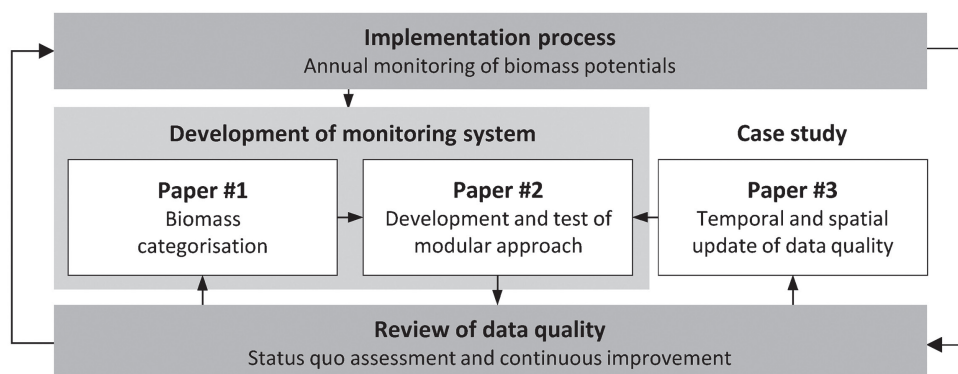 Implementation process
Annual monitoring of biomass potentials
Development of monitoring system
Case study
Paper #1
Biomass
categorisation
Paper #2
Development and test of
modular approach
Paper #3
Temporal and spatial
update of data quality
Review of data quality
Status quo assessment and continuous improvement